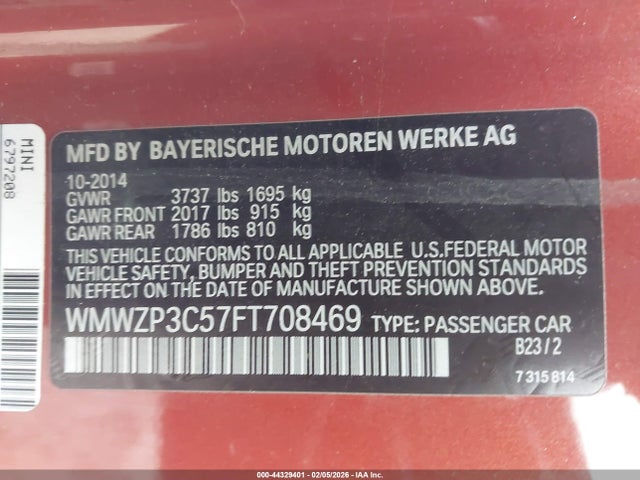 MINI
6797208
MFD BY BAYERISCHE MOTOREN WERKE AG
10-2014
GVWR 3737 lbs 1695 kg
GAWR FRONT 2017 lbs 915 kg
GAWR REAR 1786 lbs 810 kg
THIS VEHICLE CONFORMS TO ALL APPLICABLE U.S.FEDERAL MOTOR
VEHICLE SAFETY, BUMPER AND THEFT PREVENTION STANDARDS
IN EFFECT ON THE DATE OF MANUFACTURE SHOWN ABOVE.
WMWZP3C57FT708469 TYPE: PASSENGER CAR
B23/2
7 315 814
000-44329401 - 02/05/2026 - IAA Inc.